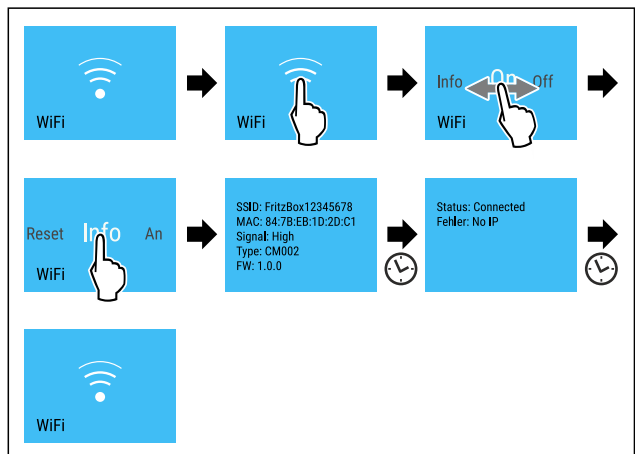 WiFi
WiFi
Info On Off
WiFi
Reset Info An
WiFi
SSID: FritzBox12345678
MAC: 84:7B:EB:1D:2D:C1
Signal: High
Type: CM002
FW: 1.0.0
Status: Connected
Fehler: No IP
WiFi